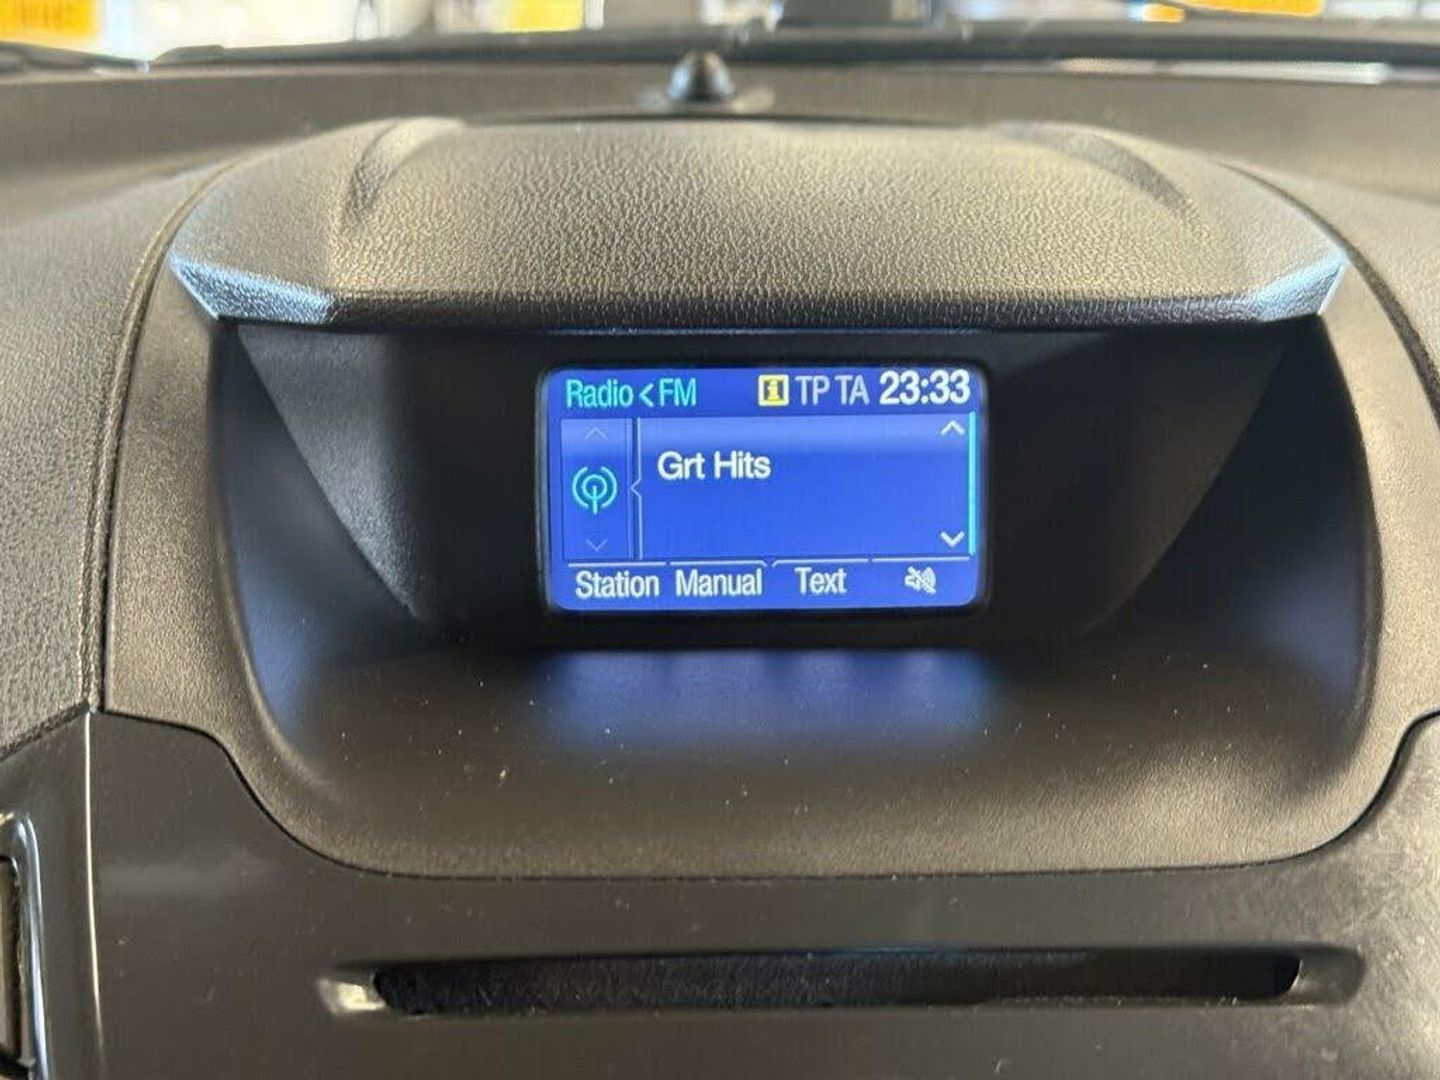 Radio < FM i TP TA 23:33
Grt Hits
Station Manual Text